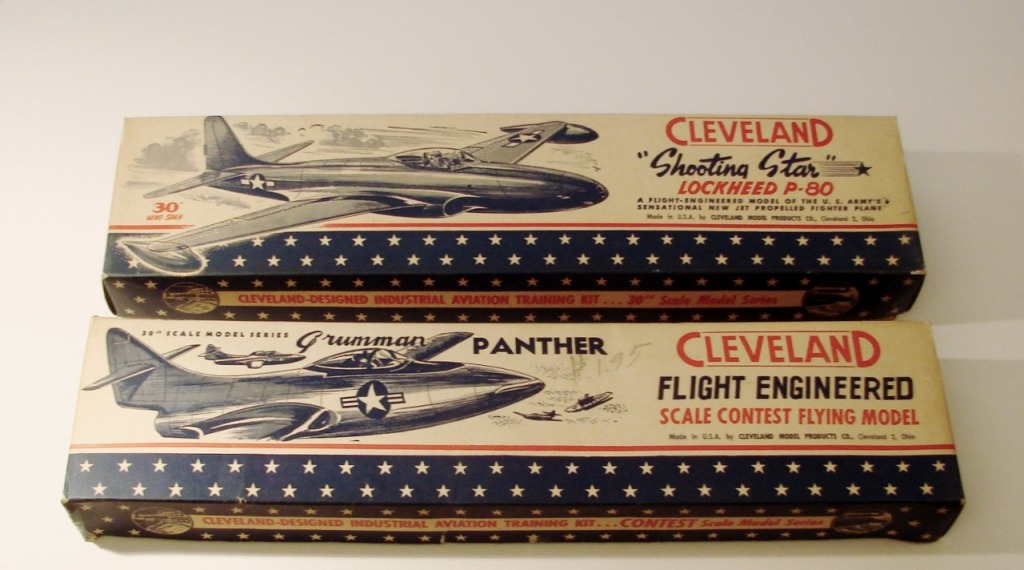 CLEVELAND
"Shooting Star"
LOCKHEED P-80
A FLIGHT-ENGINEERED MODEL OF THE U. S. ARMY'S
SENSATIONAL NEW JET PROPELLED FIGHTER PLANE
Made in U.S.A. by CLEVELAND MODEL PRODUCTS CO., Cleveland 2, Ohio
30"
WING SPAN
CLEVELAND-DESIGNED INDUSTRIAL AVIATION TRAINING KIT... 30" Scale Model Series
30" SCALE MODEL SERIES
Grumman PANTHER
$1.95
CLEVELAND
FLIGHT ENGINEERED
SCALE CONTEST FLYING MODEL
Made in U.S.A. by CLEVELAND MODEL PRODUCTS CO., Cleveland 2, Ohio
CLEVELAND-DESIGNED INDUSTRIAL AVIATION TRAINING KIT...CONTEST Scale Model Series